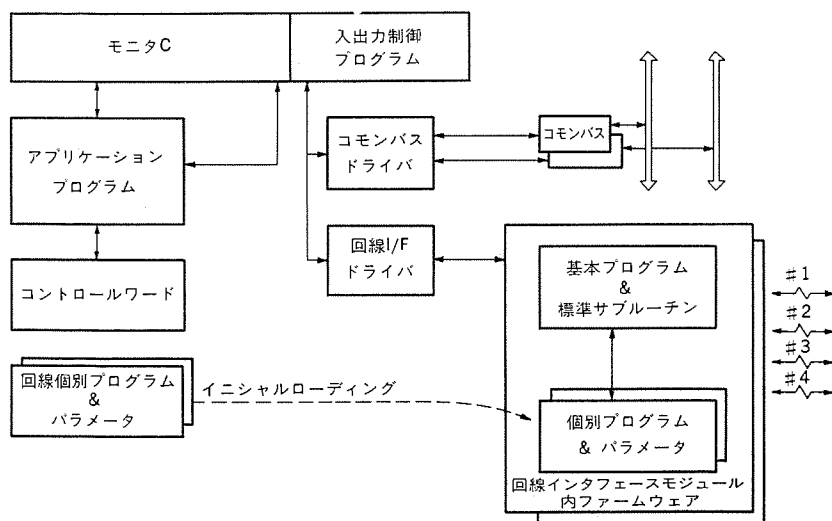 モニタC
入出力制御
プログラム
アプリケーション
プログラム
コモンバス
ドライバ
コモンバス
回線I/F
ドライバ
コントロールワード
基本プログラム
&
標準サブルーチン
#1
#2
#3
#4
回線個別プログラム
&
パラメータ
イニシャルローディング
個別プログラム
& パラメータ
回線インタフェースモジュール
内ファームウェア